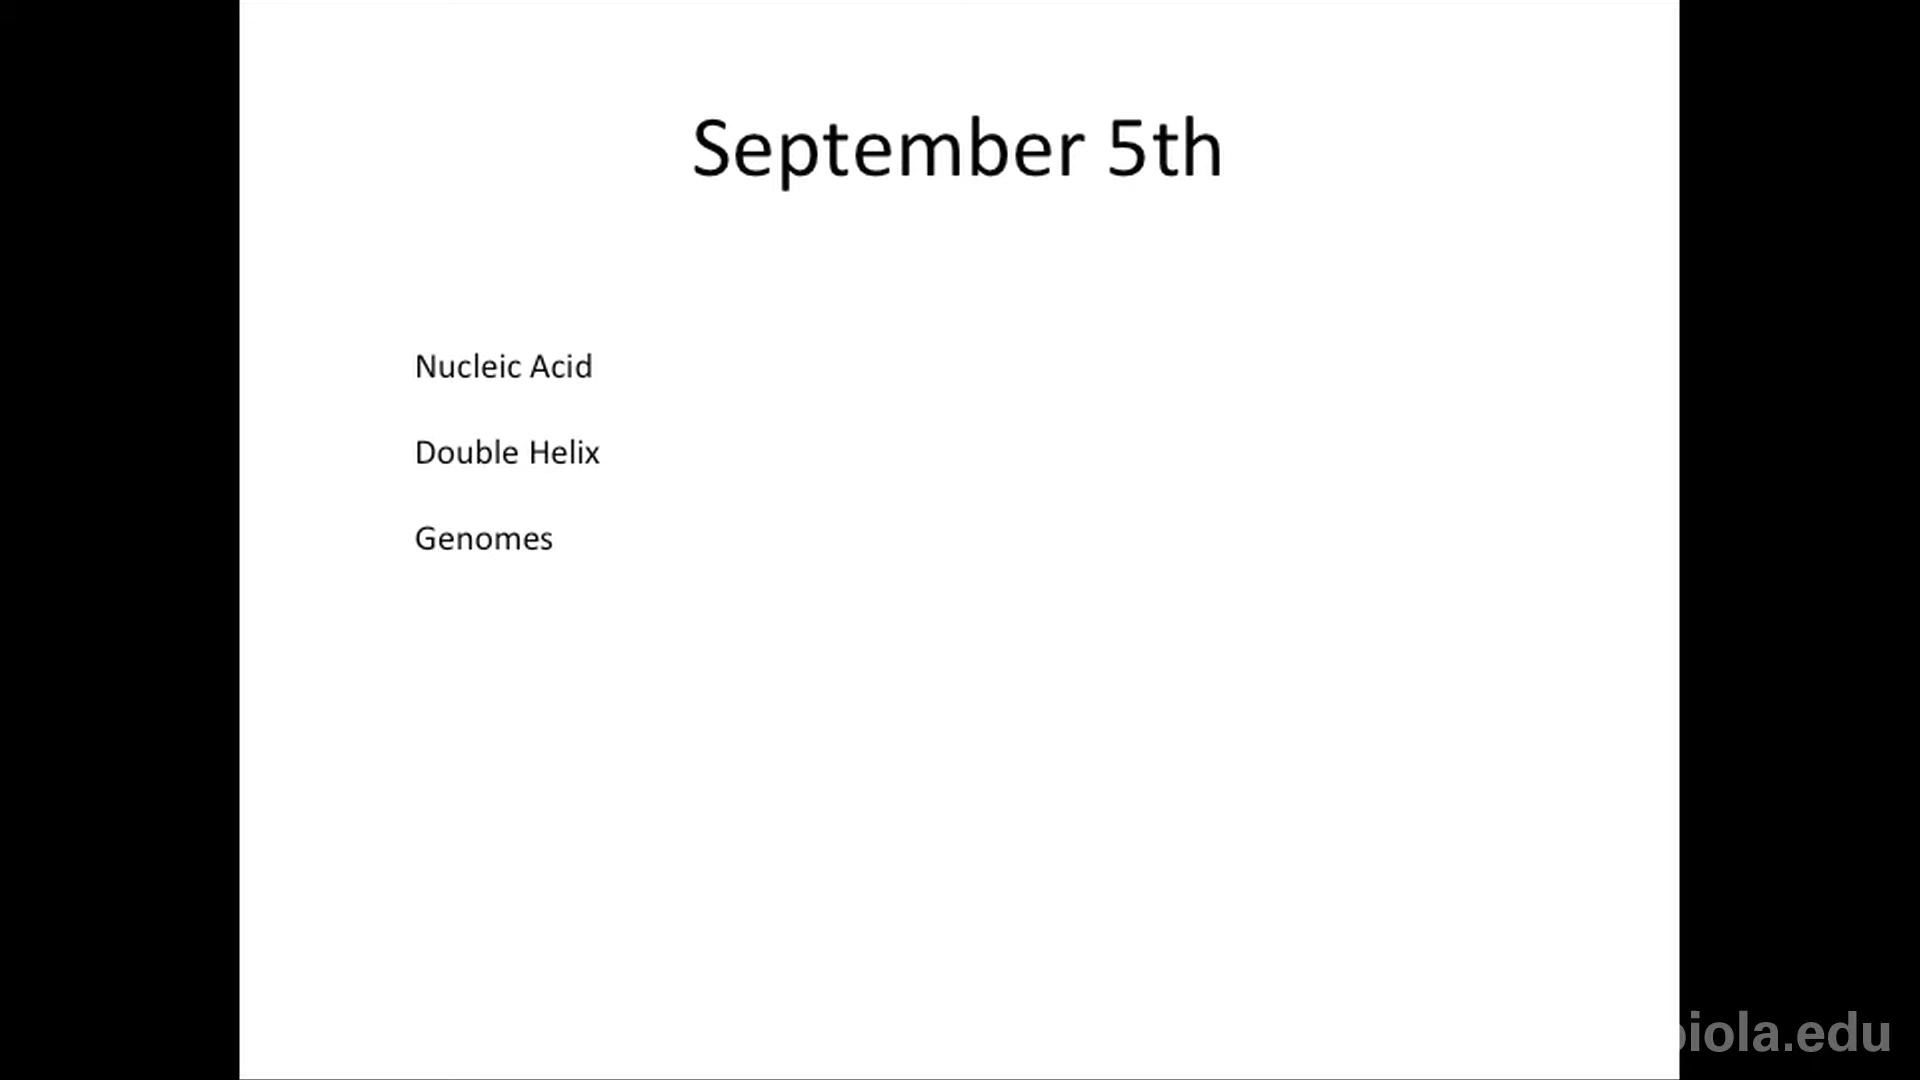 September 5th
Nucleic Acid
Double Helix
Genomes
biola.edu